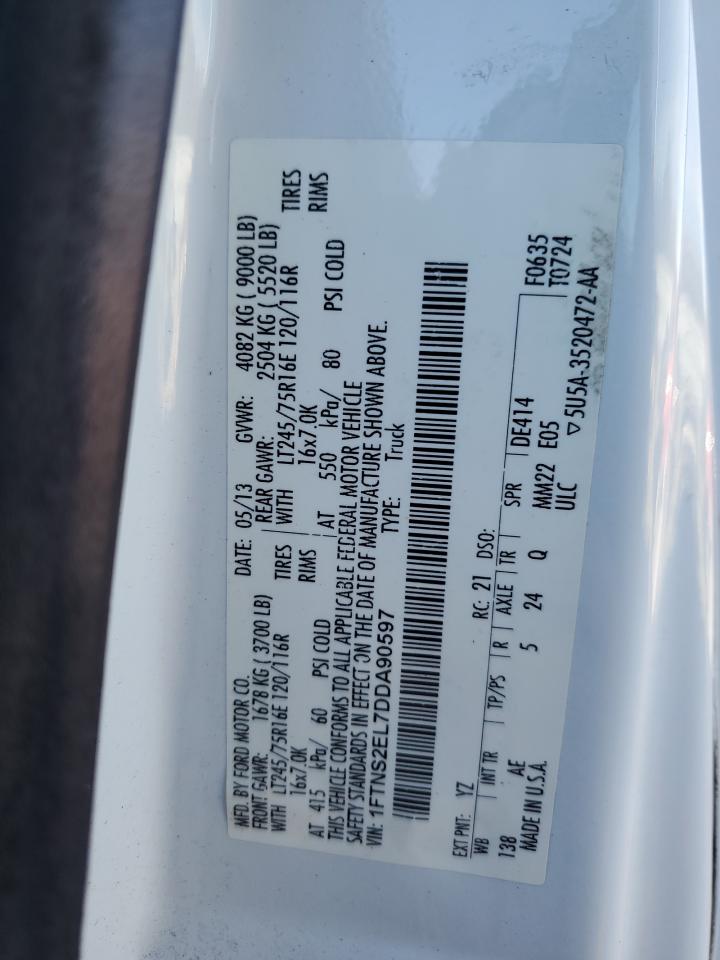 MFD. BY FORD MOTOR CO.
DATE: 05/13 GVWR: 4082 KG ( 9000 LB)
FRONT GAWR: 1678 KG ( 3700 LB) REAR GAWR: 2504 KG ( 5520 LB)
WITH LT245/75R16E 120/116R TIRES WITH LT245/75R16E 120/116R TIRES
16x7.0K RIMS 16x7.0K RIMS
AT 415 kPa/ 60 PSI COLD AT 550 kPa/ 80 PSI COLD
THIS VEHICLE CONFORMS TO ALL APPLICABLE FEDERAL MOTOR VEHICLE
SAFETY STANDARDS IN EFFECT ON THE DATE OF MANUFACTURE SHOWN ABOVE.
VIN: 1FTNS2EL7DDA90597 TYPE: Truck
EXT PNT: YZ RC: 21 DSO:
WB INT TR TP/PS R AXLE TR SPR DE414 F0635
138 AE 5 24 Q MM22 E05 T0724
MADE IN U.S.A. ULC ▽5U5A-3520472-AA